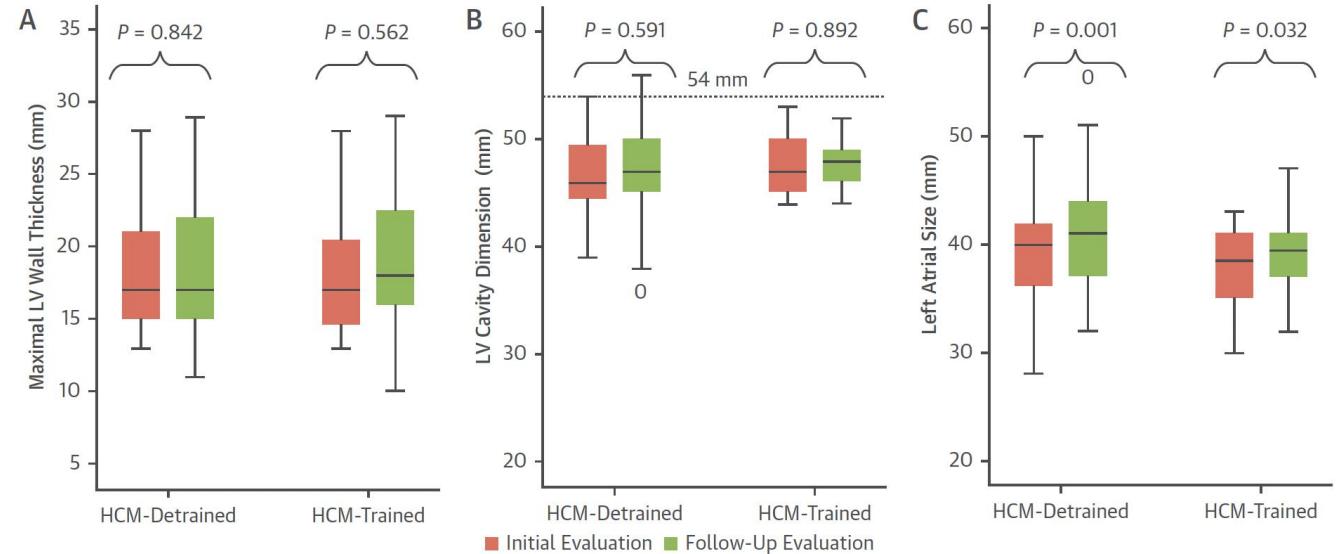 A
P = 0.842
P = 0.562
Maximal LV Wall Thickness (mm)
35
30
25
20
15
10
5
HCM-Detrained
HCM-Trained
B
P = 0.591
P = 0.892
54 mm
LV Cavity Dimension (mm)
60
50
40
30
20
0
HCM-Detrained
HCM-Trained
C
P = 0.001
P = 0.032
0
Left Atrial Size (mm)
60
50
40
30
20
HCM-Detrained
HCM-Trained
Initial Evaluation
Follow-Up Evaluation